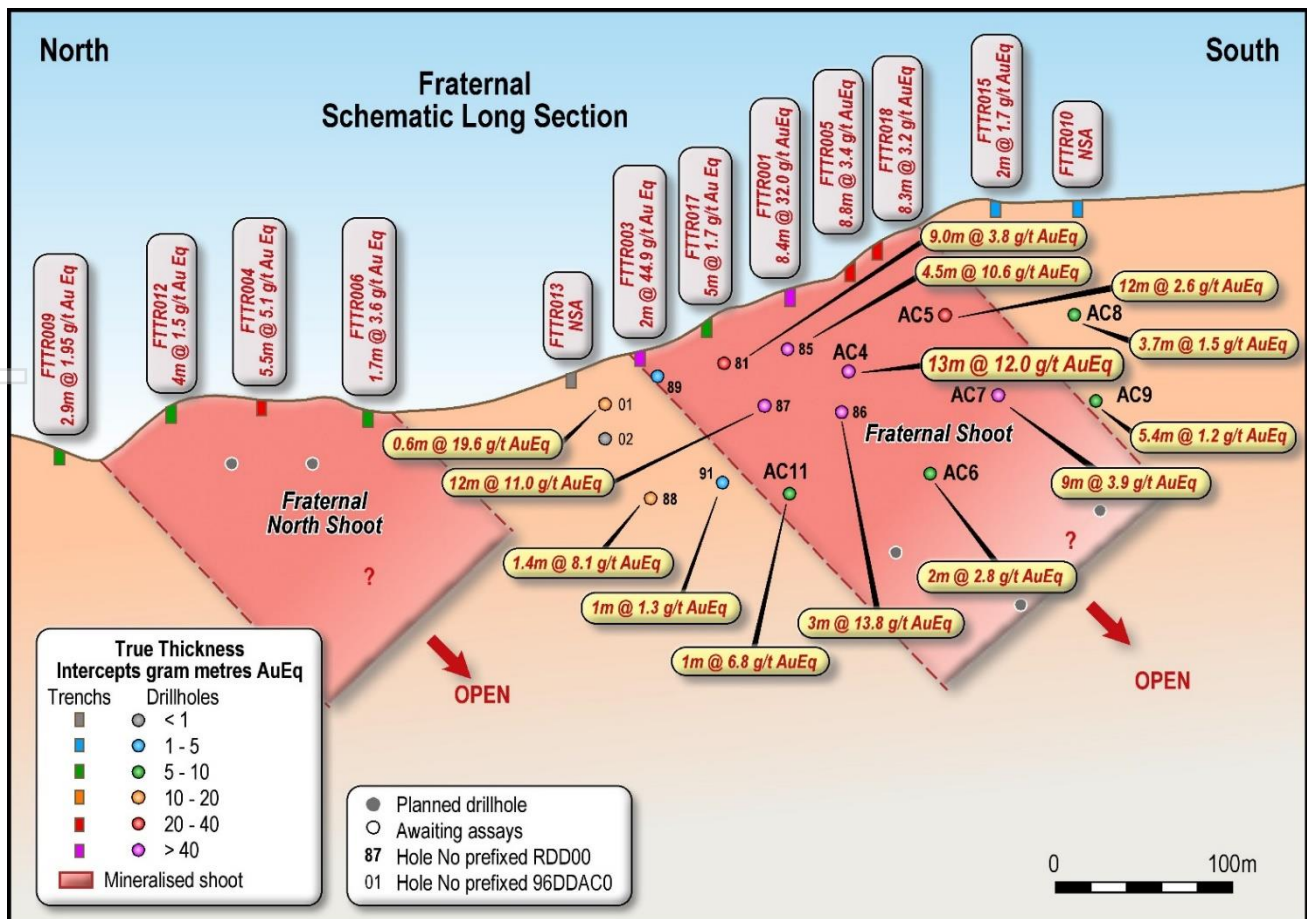 North
South
Fraternal
Schematic Long Section
FTTR009
2.9m @ 1.95 g/t Au Eq
FTTR012
4m @ 1.5 g/t Au Eq
FTTR004
5.5m @ 5.1 g/t Au Eq
FTTR006
1.7m @ 3.6 g/t Au Eq
FTTR013
NSA
FTTR003
2m @ 44.9 g/t Au Eq
FTTR017
5m @ 1.7 g/t Au Eq
FTTR001
8.4m @ 32.0 g/t AuEq
FTTR005
8.8m @ 3.4 g/t AuEq
FTTR018
8.3m @ 3.2 g/t AuEq
FTTR015
2m @ 1.7 g/t AuEq
FTTR010
NSA
9.0m @ 3.8 g/t AuEq
4.5m @ 10.6 g/t AuEq
12m @ 2.6 g/t AuEq
AC5
AC8
3.7m @ 1.5 g/t AuEq
85
81
AC4
13m @ 12.0 g/t AuEq
89
AC7
AC9
01
87
86
5.4m @ 1.2 g/t AuEq
0.6m @ 19.6 g/t AuEq
02
Fraternal Shoot
12m @ 11.0 g/t AuEq
AC11
91
AC6
9m @ 3.9 g/t AuEq
88
Fraternal
North Shoot
?
?
1.4m @ 8.1 g/t AuEq
2m @ 2.8 g/t AuEq
1m @ 1.3 g/t AuEq
3m @ 13.8 g/t AuEq
1m @ 6.8 g/t AuEq
OPEN
OPEN
True Thickness
Intercepts gram metres AuEq
Trenchs Drillholes
< 1
1 - 5
5 - 10
10 - 20
20 - 40
> 40
Mineralised shoot
Planned drillhole
Awaiting assays
87 Hole No prefixed RDD00
01 Hole No prefixed 96DDAC0
0 100m